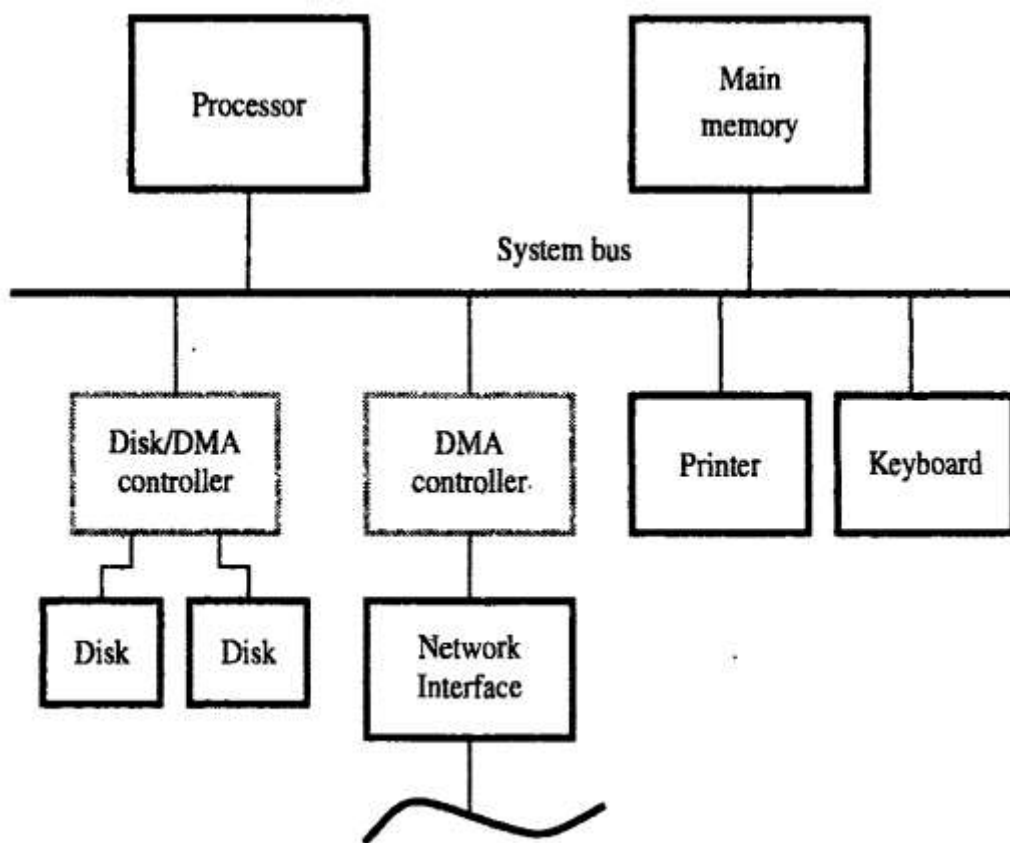 Processor
Main
memory
System bus
Disk/DMA
controller
DMA
controller
Printer
Keyboard
Disk
Disk
Network
Interface